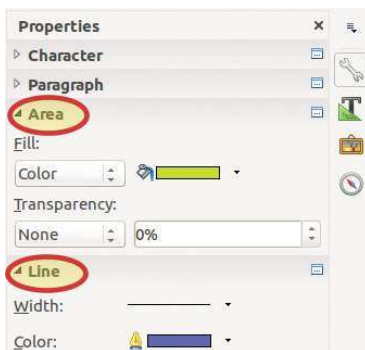 Properties
Character
Paragraph
Area
Fill:
Color
Transparency:
None 0%
Line
Width:
Color: